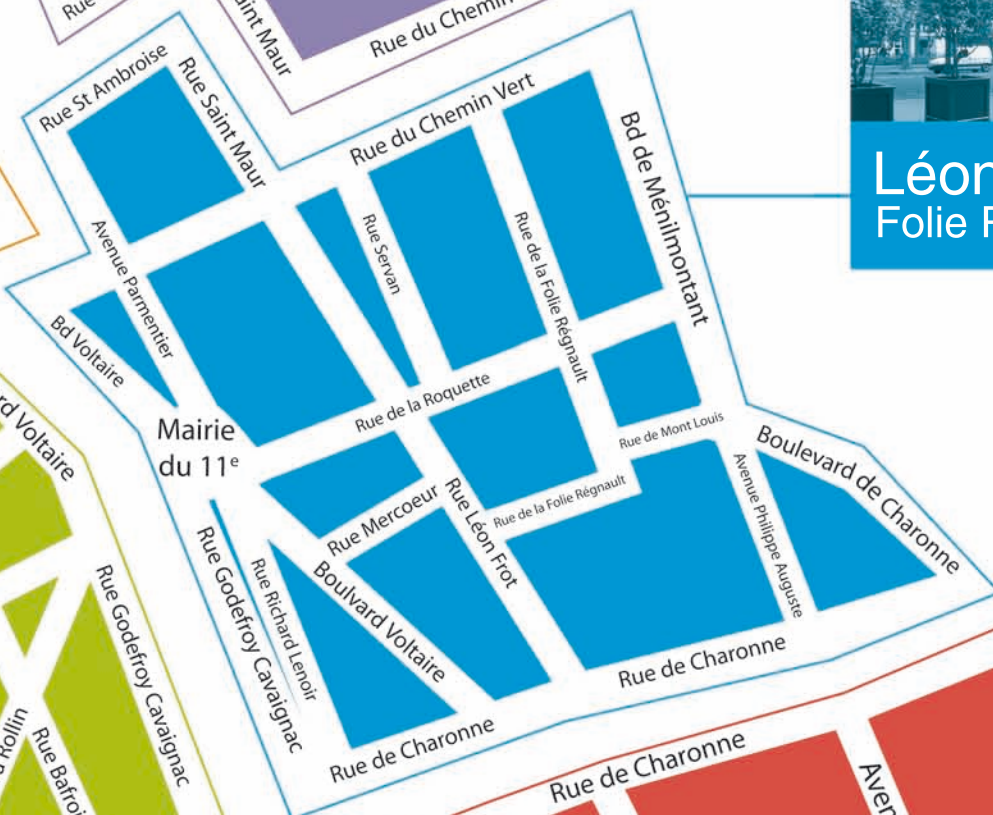 Rue
Saint Maur
Rue du Chemin
Rue St Ambroise
Rue Saint Maur
Rue du Chemin Vert
Bd de Ménilmontant
Léon
Folie R
Avenue Parmentier
Rue Servan
Rue de la Folie Régnault
Bd Voltaire
Rue de la Roquette
Mairie
du 11e
Rue de Mont Louis
Boulevard de Charonne
Avenue Philippe Auguste
rd Voltaire
Rue Mercoeur
Rue Léon Frot
Rue de la Folie Régnault
Rue Godefroy Cavaignac
Rue Richard Lenoir
Boulvard Voltaire
Rue de Charonne
Rue de Charonne
Rue Godefroy Cavaignac
Rollin
Rue Bafroi
Rue de Charonne
Aven